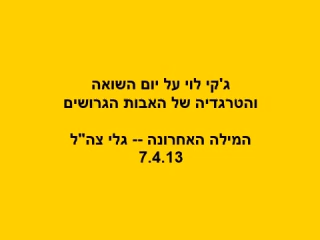 ג'קי לוי על יום השואה
והטרגדיה של האבות הגרושים
המילה האחרונה -- גלי צה"ל
7.4.13